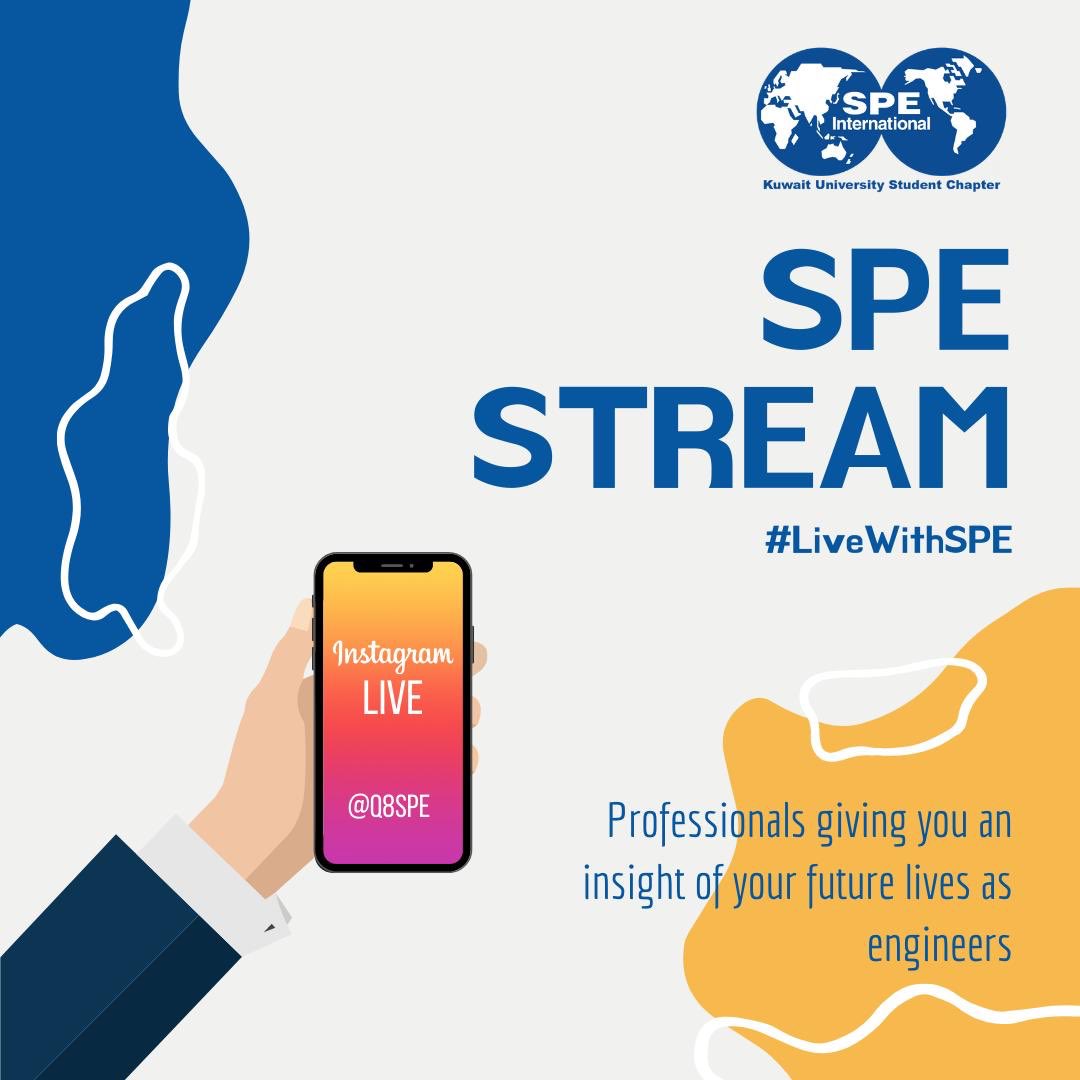 SPE
International
Kuwait University Student Chapter
SPE
STREAM
#LiveWithSPE
Instagram
LIVE
@Q8SPE
Professionals giving you an
insight of your future lives as
engineers